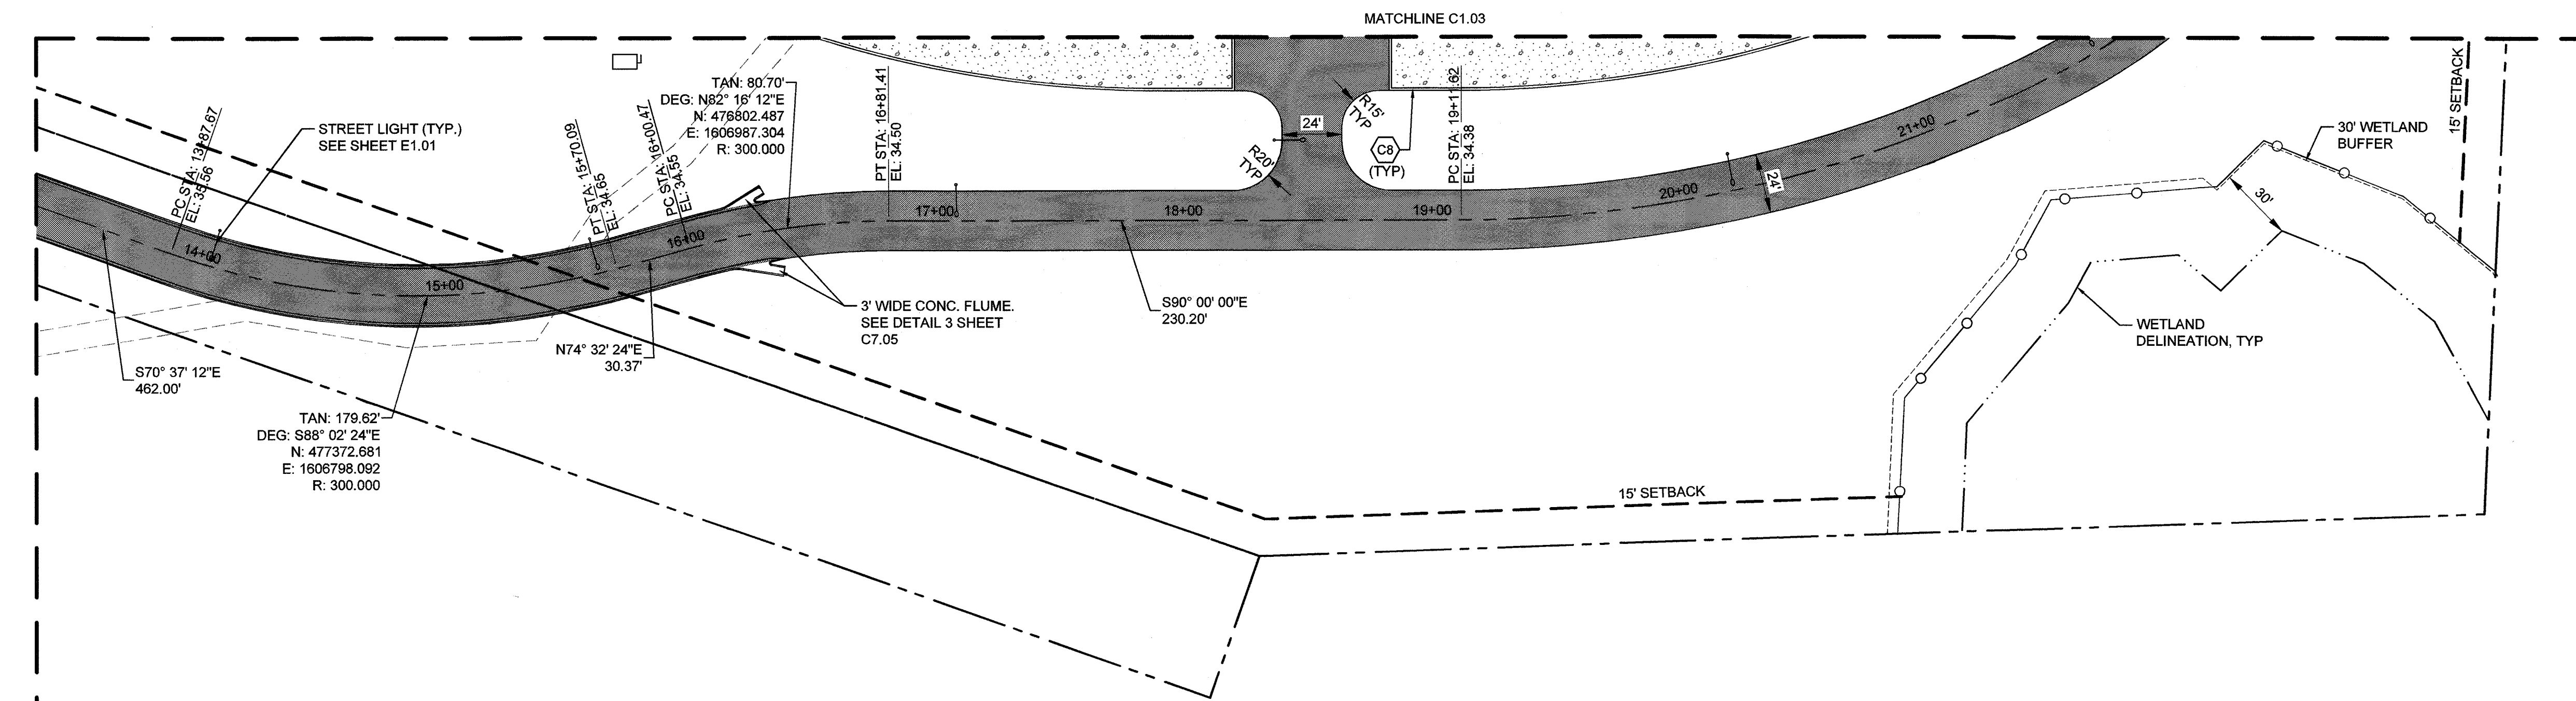 MATCHLINE C1.03
TAN: 80.70'
DEG: N82° 16' 12"E
N: 476802.487
E: 1606987.304
R: 300.000
PT STA: 16+81.41
EL: 34.50
R15'
TYP
24'
R20'
TYP
C8
(TYP)
PC STA: 19+11.62
EL: 34.38
15' SETBACK
30' WETLAND
BUFFER
30'
STREET LIGHT (TYP.)
SEE SHEET E1.01
PC STA: 13+87.67
EL: 35.56
PT STA: 15+70.09
EL: 34.65
PC STA: 16+00.47
EL: 34.55
14+00
15+00
16+00
17+00
18+00
19+00
20+00
21+00
24'
3' WIDE CONC. FLUME.
SEE DETAIL 3 SHEET
C7.05
S90° 00' 00"E
230.20'
WETLAND
DELINEATION, TYP
N74° 32' 24"E
30.37'
S70° 37' 12"E
462.00'
TAN: 179.62'
DEG: S88° 02' 24"E
N: 477372.681
E: 1606798.092
R: 300.000
15' SETBACK